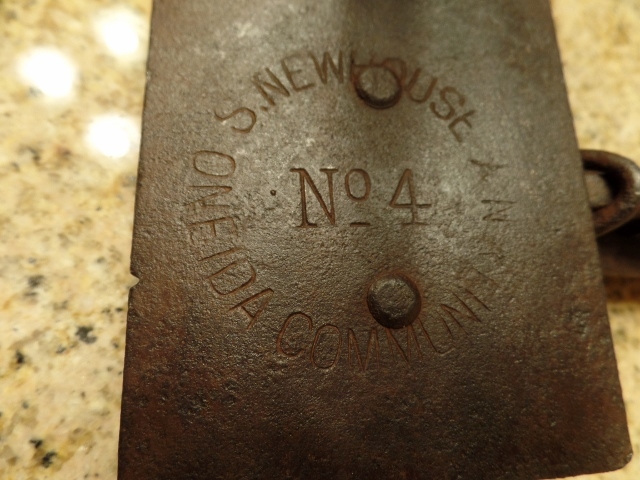 S. NEWHOUSE
No 4
ONEIDA COMMUNITY
N.Y.